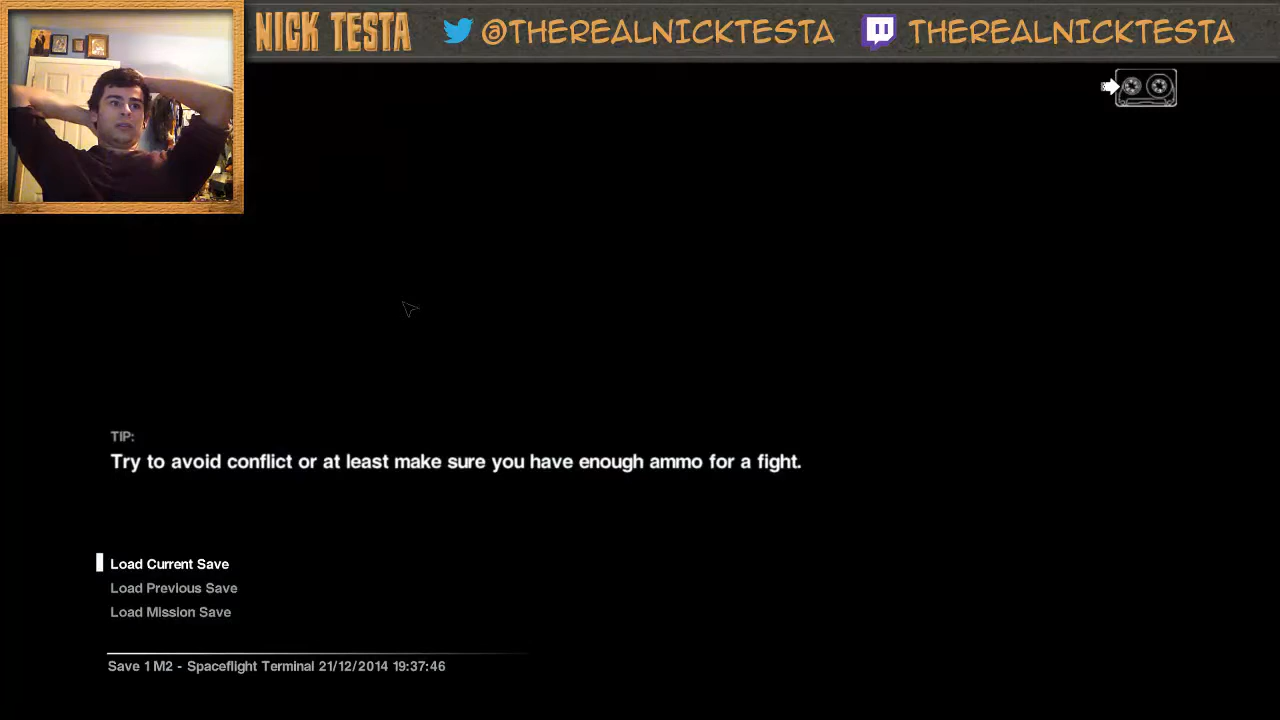 NICK TESTA @THEREALNICKTESTA THEREALNICKTESTA
TIP:
Try to avoid conflict or at least make sure you have enough ammo for a fight.
Load Current Save
Load Previous Save
Load Mission Save
Save 1 M2 - Spaceflight Terminal 21/12/2014 19:37:46